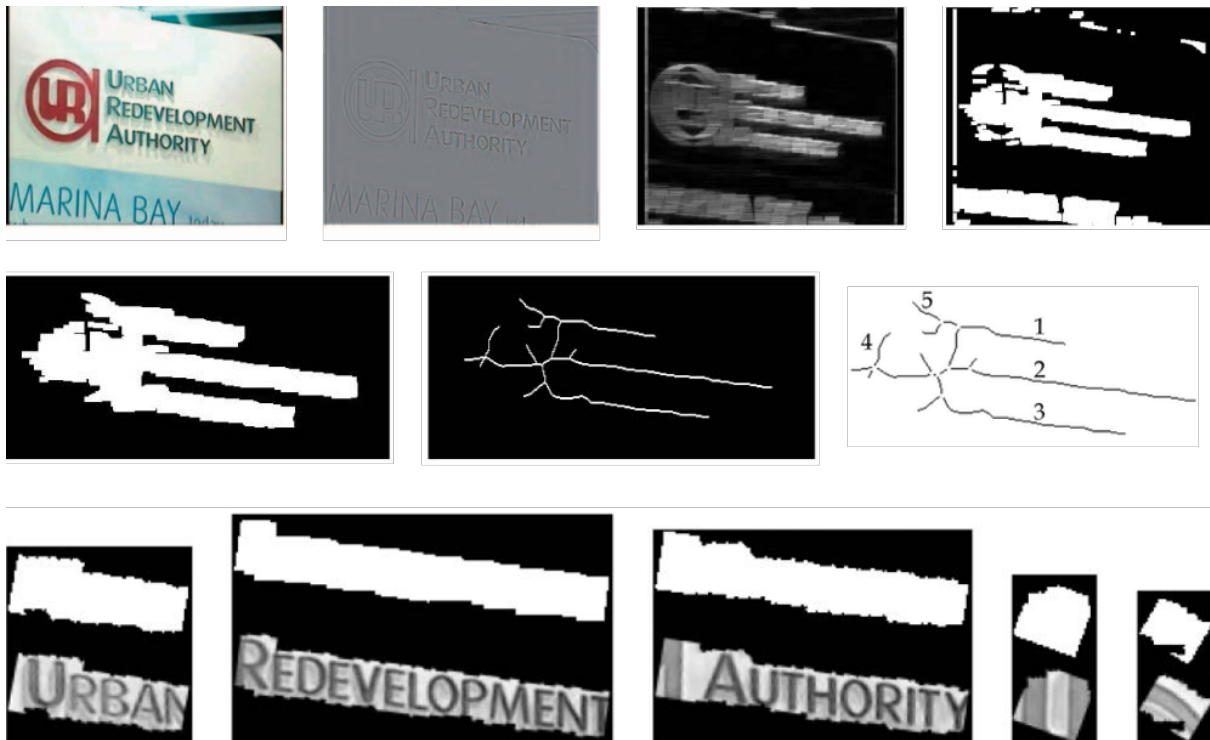 UR
URBAN
REDEVELOPMENT
AUTHORITY
MARINA BAY
URBAN
REDEVELOPMENT
AUTHORITY
MARINA BAY
5
4
1
2
3
URBAN
REDEVELOPMENT
AUTHORITY